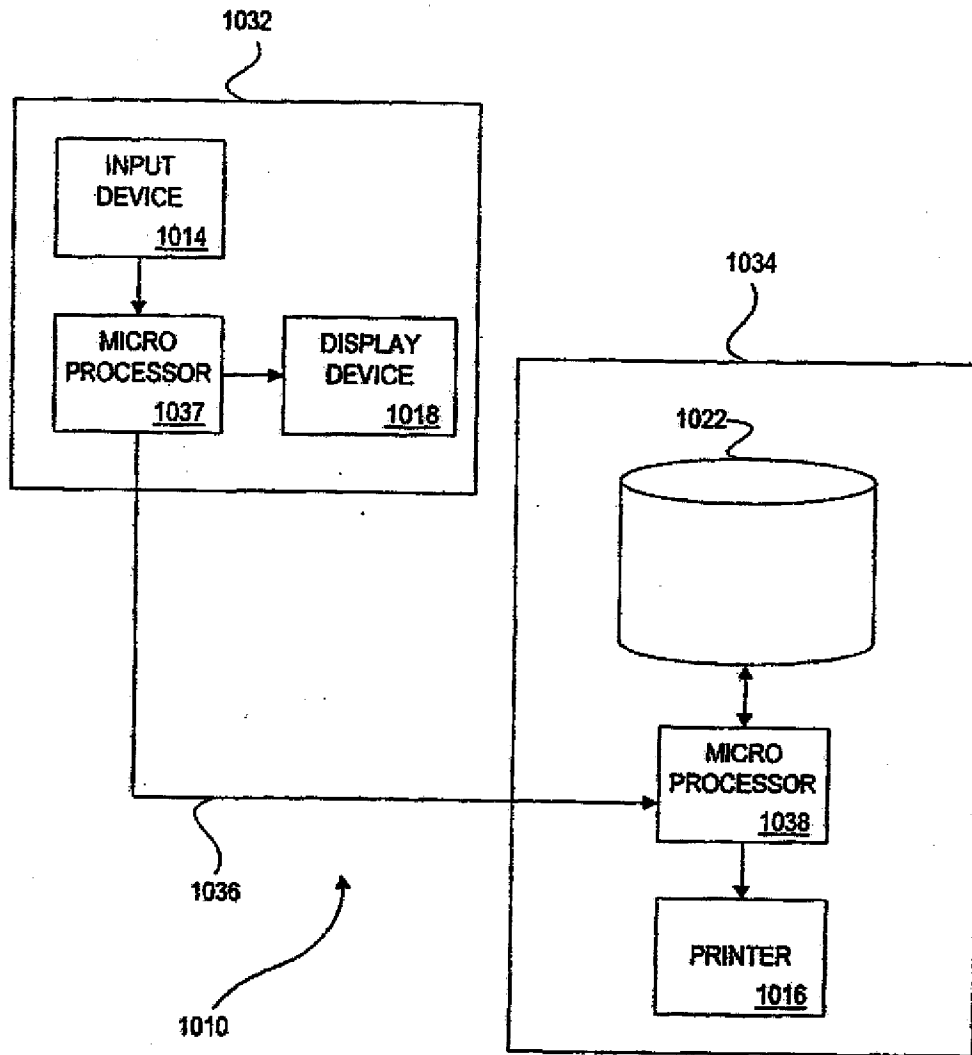 1032
INPUT
DEVICE
1014
MICRO
PROCESSOR
1037
DISPLAY
DEVICE
1018
1034
1022
MICRO
PROCESSOR
1038
1036
PRINTER
1016
1010